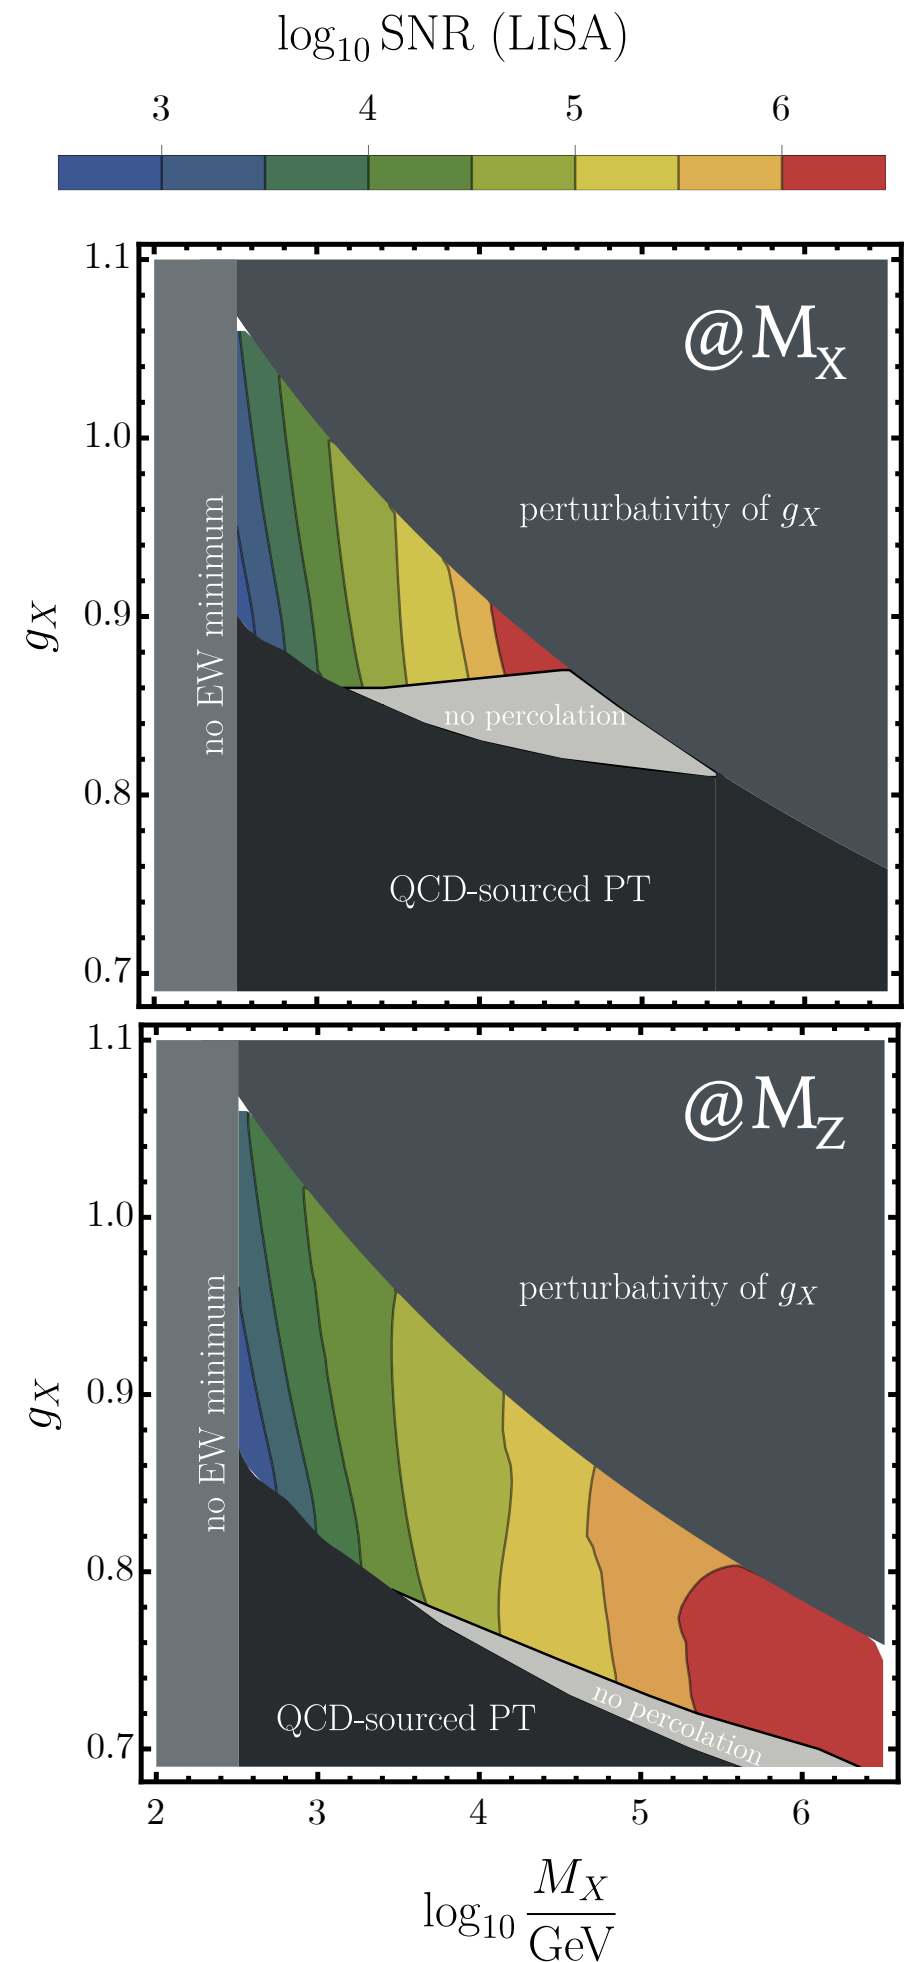 log₁₀ SNR (LISA)
3 4 5 6
1.1
1.0
0.9
0.8
0.7
g_X
@M_X
perturbativity of g_X
no EW minimum
no percolation
QCD-sourced PT
1.1
1.0
0.9
0.8
0.7
g_X
@M_Z
perturbativity of g_X
no EW minimum
no percolation
QCD-sourced PT
2 3 4 5 6
log₁₀ M_X/GeV